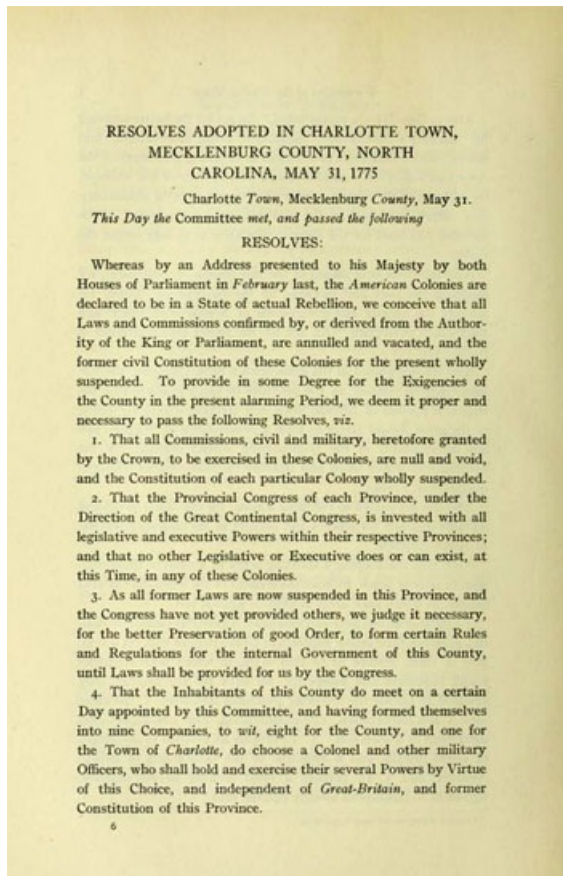 RESOLVES ADOPTED IN CHARLOTTE TOWN,
MECKLENBURG COUNTY, NORTH
CAROLINA, MAY 31, 1775
Charlotte Town, Mecklenburg County, May 31.
This Day the Committee met, and passed the following
RESOLVES:
Whereas by an Address presented to his Majesty by both
Houses of Parliament in February last, the American Colonies are
declared to be in a State of actual Rebellion, we conceive that all
Laws and Commissions confirmed by, or derived from the Author-
ity of the King or Parliament, are annulled and vacated, and the
former civil Constitution of these Colonies for the present wholly
suspended. To provide in some Degree for the Exigencies of
the County in the present alarming Period, we deem it proper and
necessary to pass the following Resolves, viz.
1. That all Commissions, civil and military, heretofore granted
by the Crown, to be exercised in these Colonies, are null and void,
and the Constitution of each particular Colony wholly suspended.
2. That the Provincial Congress of each Province, under the
Direction of the Great Continental Congress, is invested with all
legislative and executive Powers within their respective Provinces;
and that no other Legislative or Executive does or can exist, at
this Time, in any of these Colonies.
3. As all former Laws are now suspended in this Province, and
the Congress have not yet provided others, we judge it necessary,
for the better Preservation of good Order, to form certain Rules
and Regulations for the internal Government of this County,
until Laws shall be provided for us by the Congress.
4. That the Inhabitants of this County do meet on a certain
Day appointed by this Committee, and having formed themselves
into nine Companies, to wit, eight for the County, and one for
the Town of Charlotte, do choose a Colonel and other military
Officers, who shall hold and exercise their several Powers by Virtue
of this Choice, and independent of Great-Britain, and former
Constitution of this Province.
6